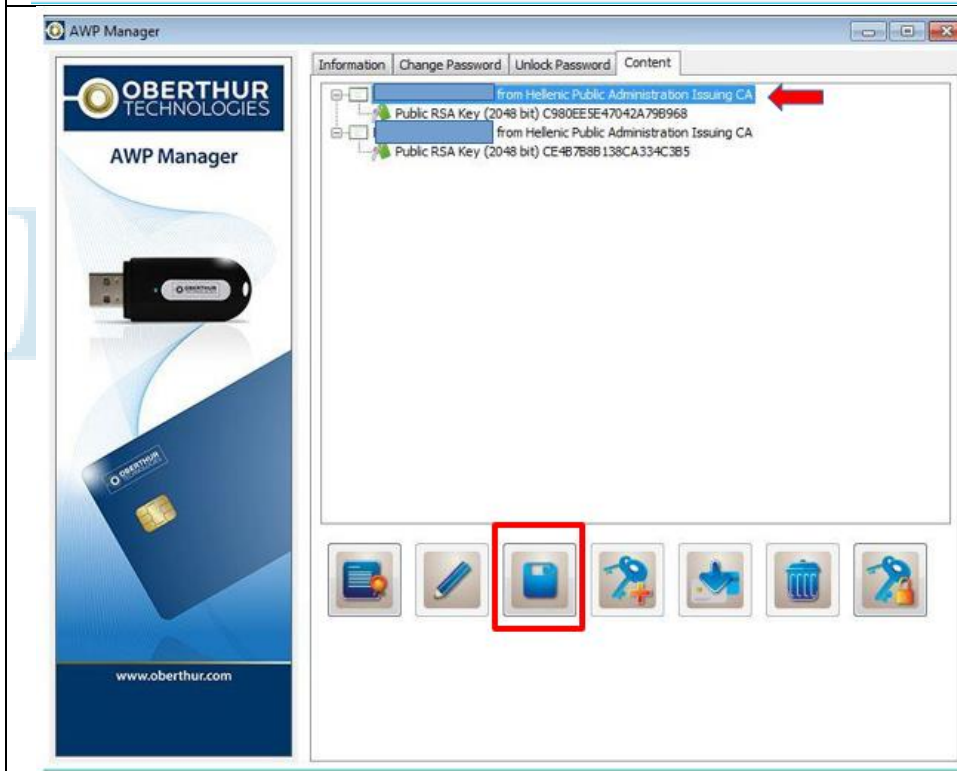 AWP Manager
OBERTHUR
TECHNOLOGIES
AWP Manager
OBERTHUR
TECHNOLOGIES
www.oberthur.com
Information Change Password Unlock Password Content
from Hellenic Public Administration Issuing CA
Public RSA Key (2048 bit) C980EE5E47042A79B968
from Hellenic Public Administration Issuing CA
Public RSA Key (2048 bit) CE4B7B8B138CA334C3B5